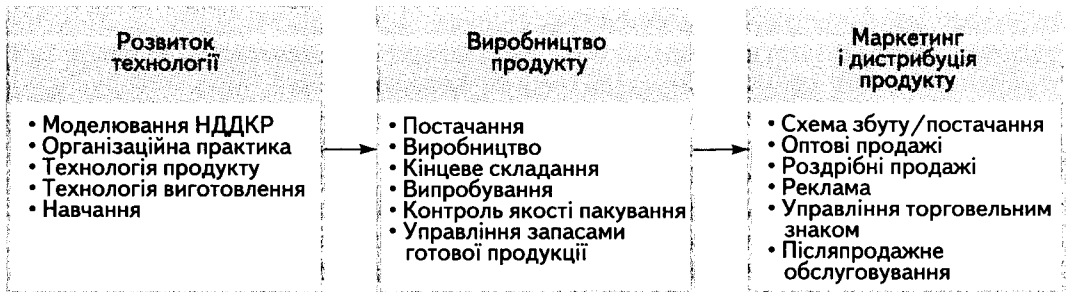 Розвиток
технології
• Моделювання НДДКР
• Організаційна практика
• Технологія продукту
• Технологія виготовлення
• Навчання
Виробництво
продукту
• Постачання
• Виробництво
• Кінцеве складання
• Випробування
• Контроль якості пакування
• Управління запасами
готової продукції
Маркетинг
і дистрибуція
продукту
• Схема збуту/постачання
• Оптові продажі
• Роздрібні продажі
• Реклама
• Управління торговельним
знаком
• Післяпродажне
обслуговування